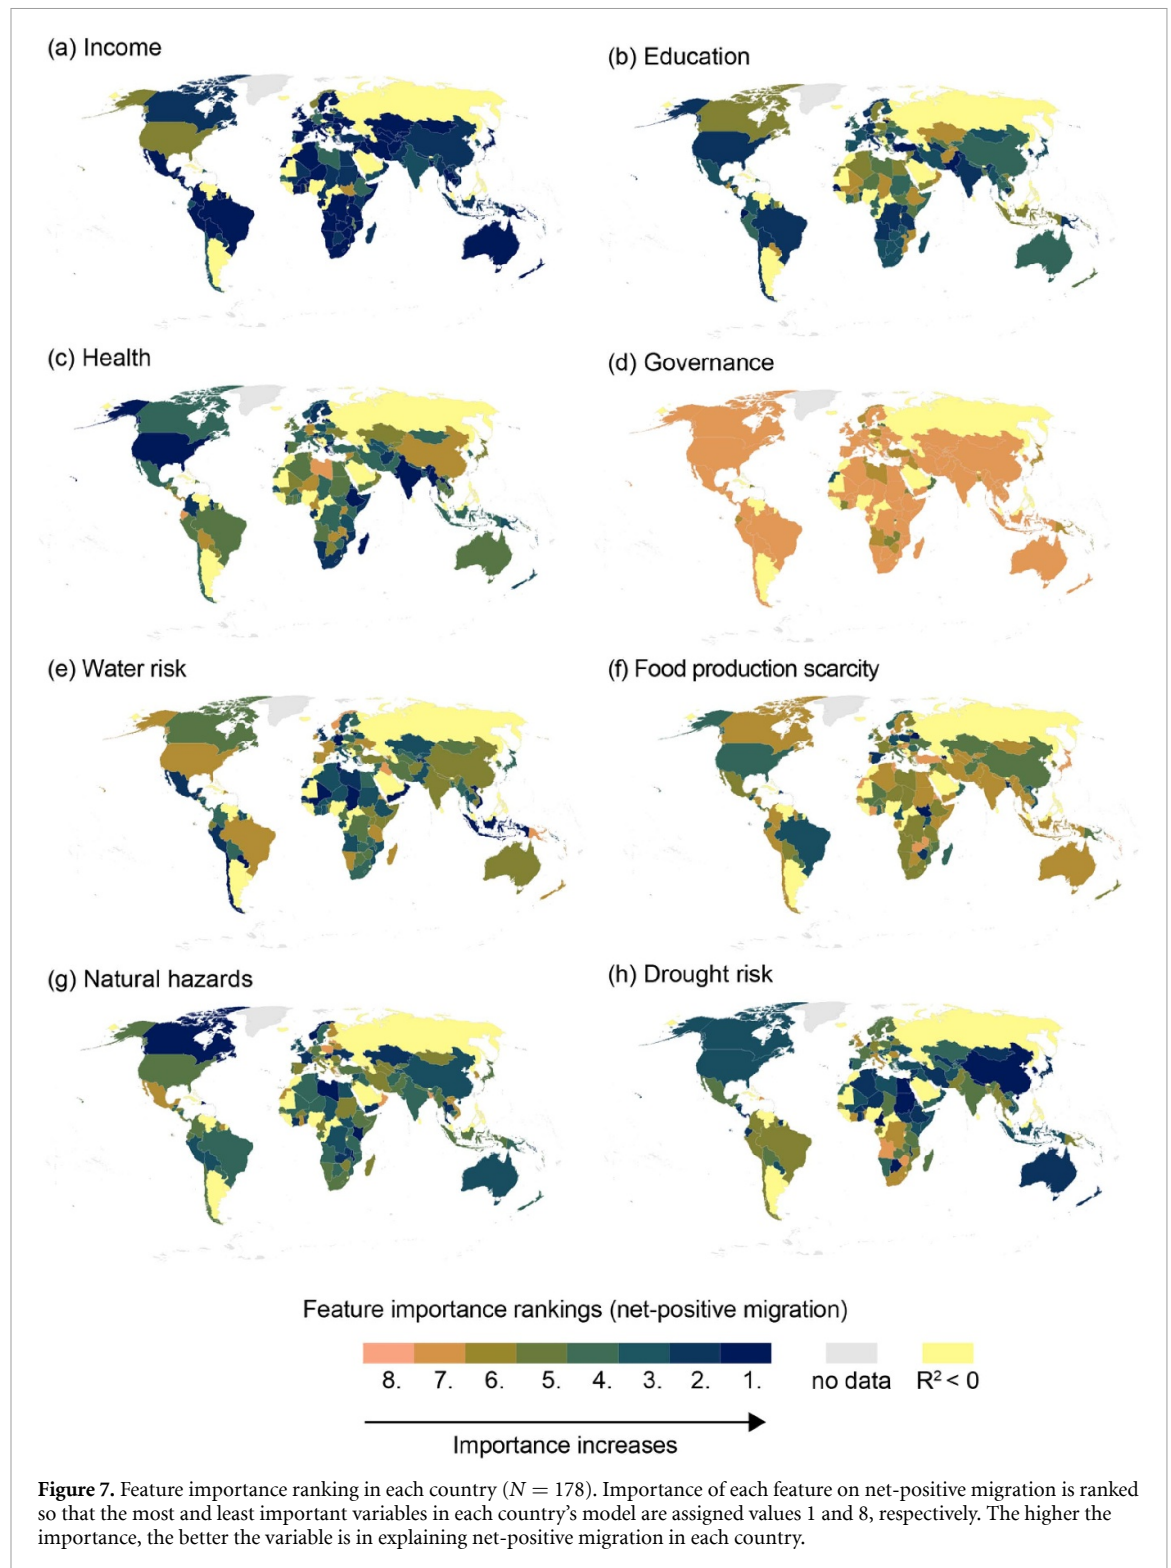 (a) Income
(b) Education
(c) Health
(d) Governance
(e) Water risk
(f) Food production scarcity
(g) Natural hazards
(h) Drought risk
Feature importance rankings (net-positive migration)
8. 7. 6. 5. 4. 3. 2. 1. no data R² < 0
Importance increases
Figure 7. Feature importance ranking in each country (N = 178). Importance of each feature on net-positive migration is ranked
so that the most and least important variables in each country's model are assigned values 1 and 8, respectively. The higher the
importance, the better the variable is in explaining net-positive migration in each country.